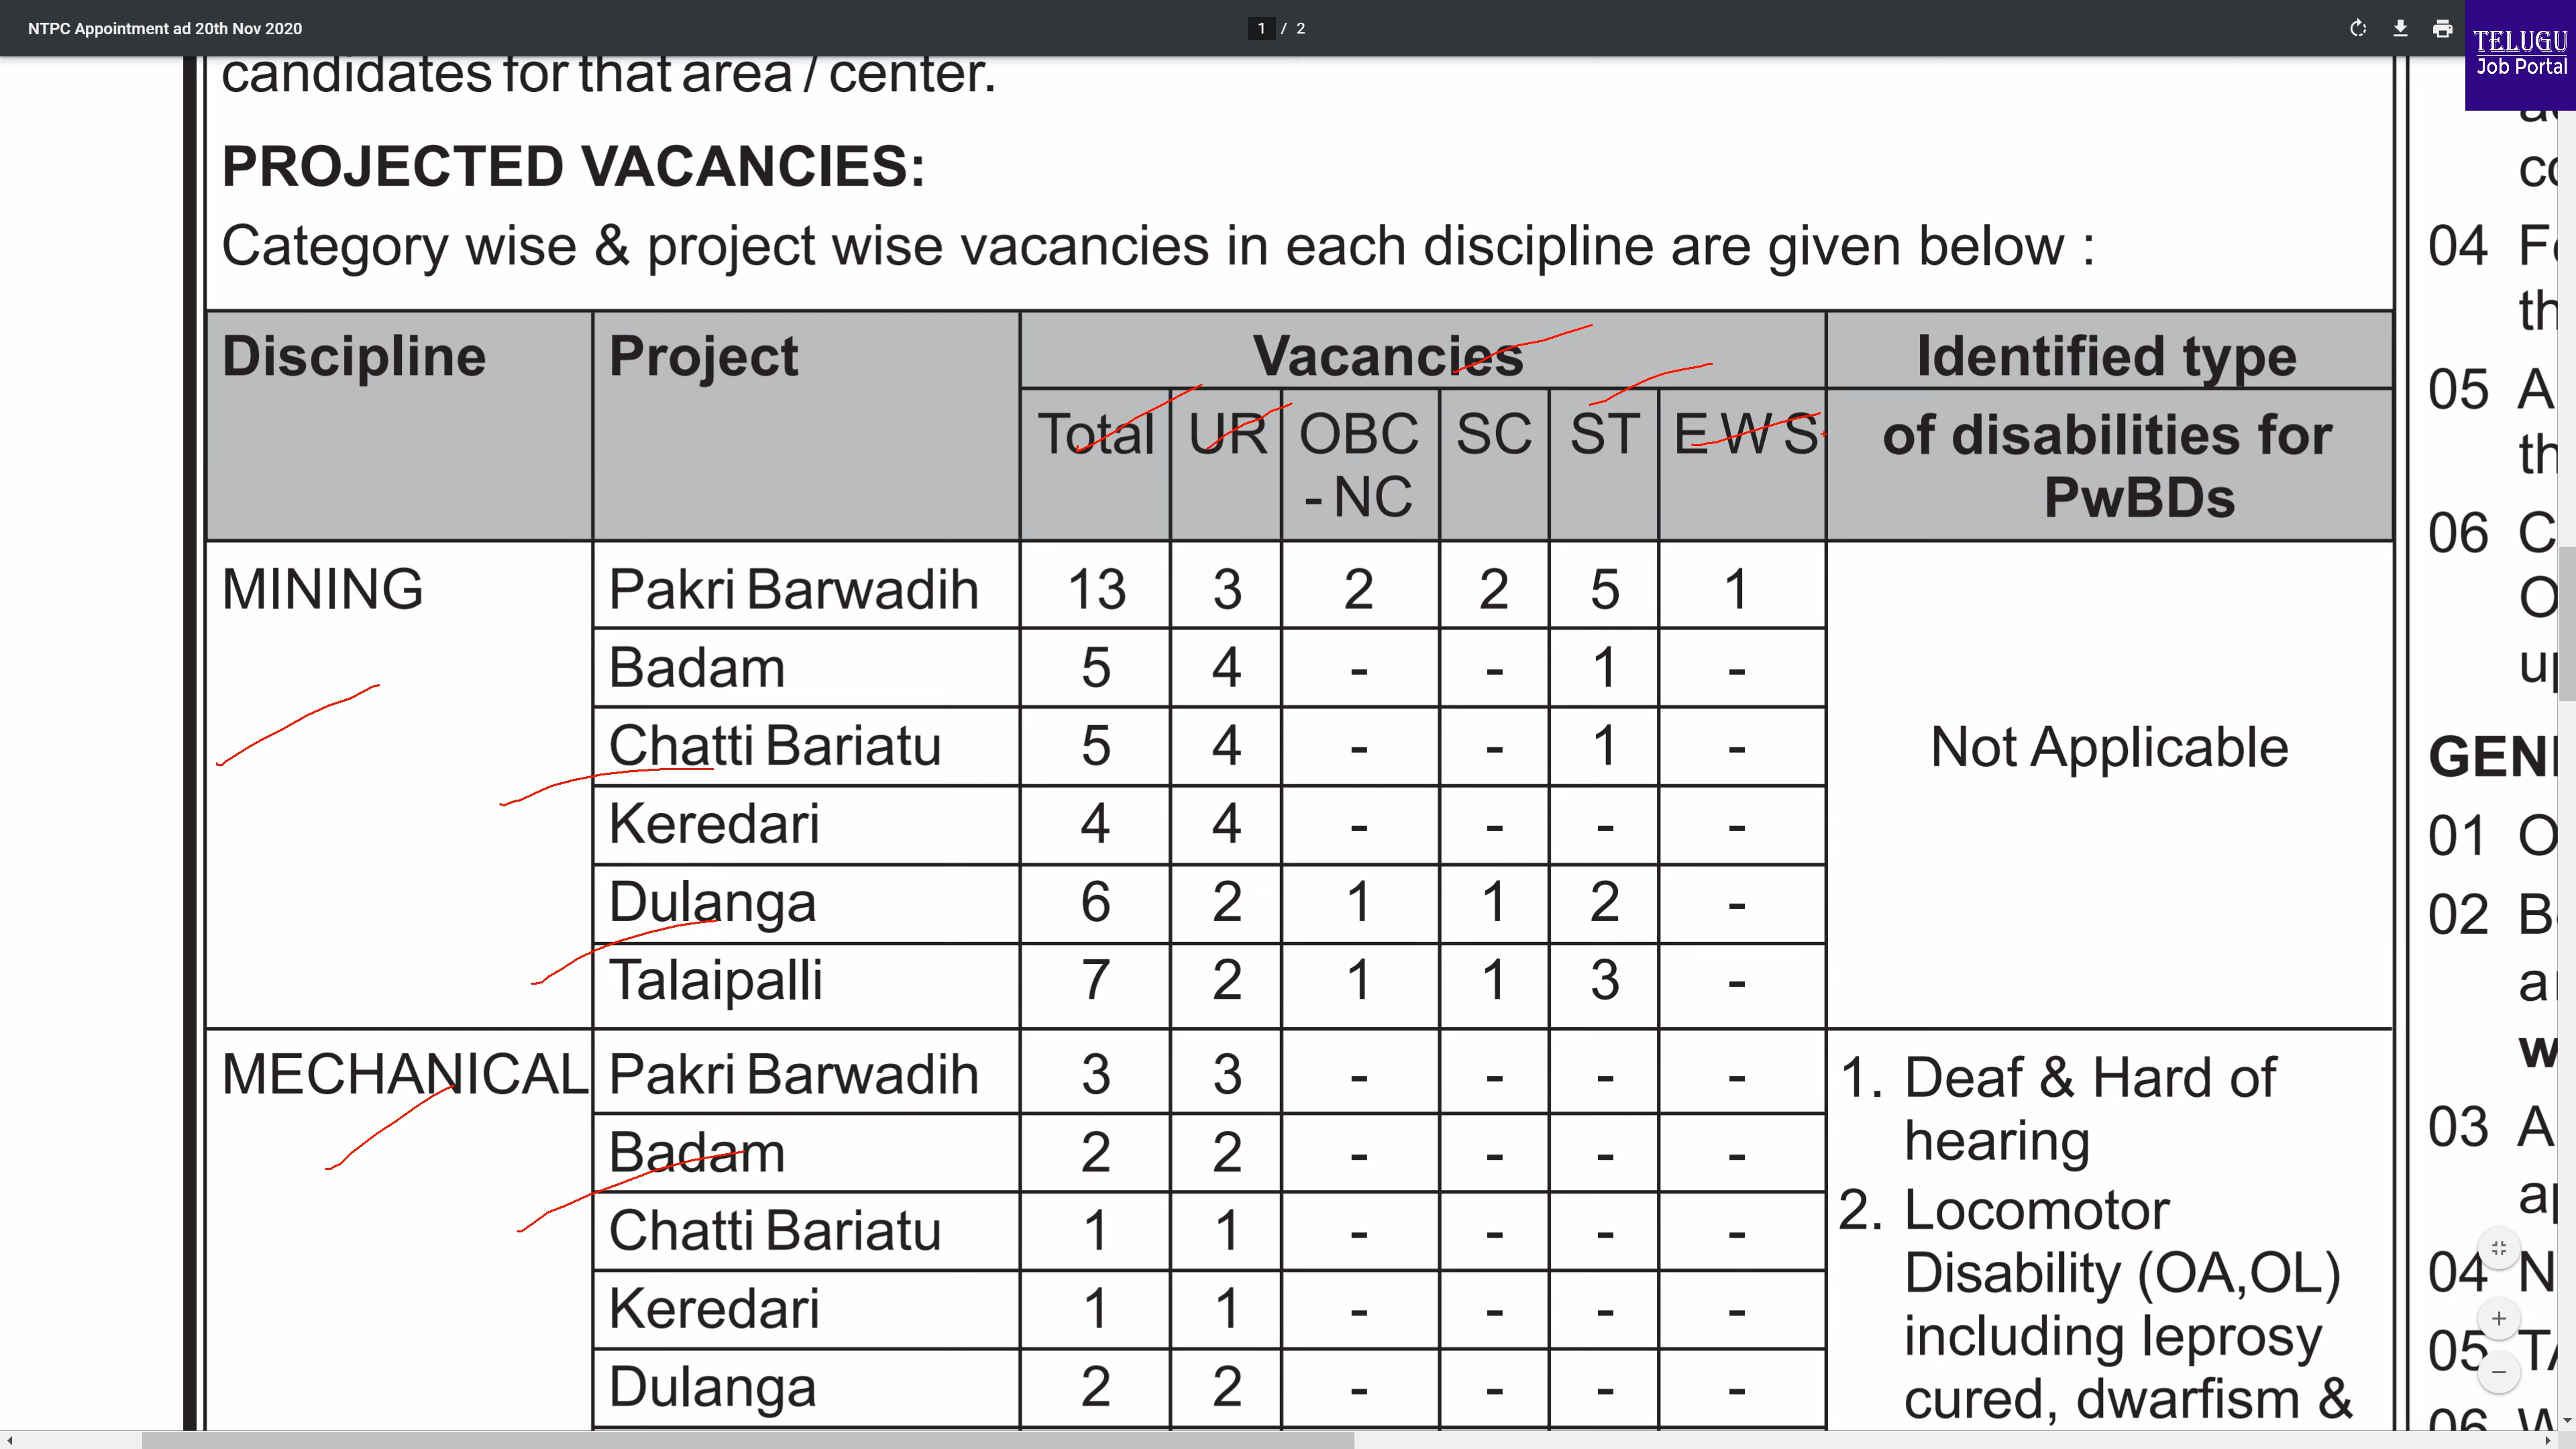 NTPC Appointment ad 20th Nov 2020
1 / 2
TELUGU
Job Portal
candidates for that area / center.
PROJECTED VACANCIES:
Category wise & project wise vacancies in each discipline are given below :
Discipline Project Vacancies Identified type
Total UR OBC SC ST EWS of disabilities for
- NC PwBDs
MINING Pakri Barwadih 13 3 2 2 5 1
Badam 5 4 - - 1 -
Chatti Bariatu 5 4 - - 1 - Not Applicable
Keredari 4 4 - - - -
Dulanga 6 2 1 1 2 -
Talaipalli 7 2 1 1 3 -
MECHANICAL Pakri Barwadih 3 3 - - - - 1. Deaf & Hard of
hearing
Badam 2 2 - - - -
2. Locomotor
Chatti Bariatu 1 1 - - - -
Disability (OA,OL)
Keredari 1 1 - - - -
including leprosy
Dulanga 2 2 - - - - cured, dwarfism &
04
05 A
06
GEN
01
02
03 A
04 N
05
06